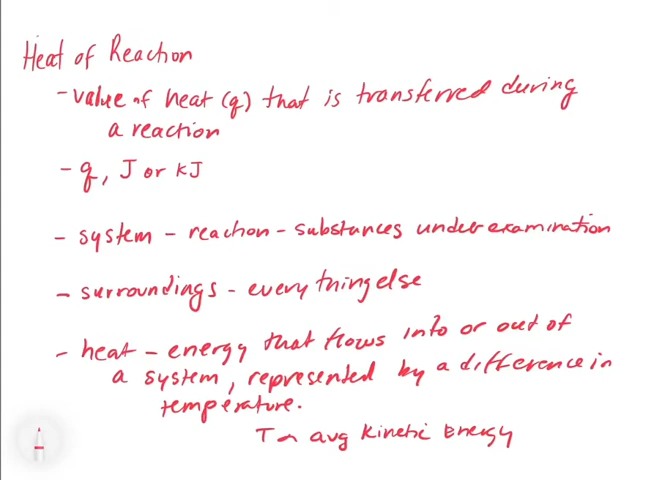 Heat of Reaction
- value of heat (q) that is transferred during
a reaction
- q, J or kJ
- system - reaction - substances under examination
- surroundings - everything else
- heat - energy that flows into or out of
a system, represented by a difference in
temperature.
T ~ avg kinetic Energy